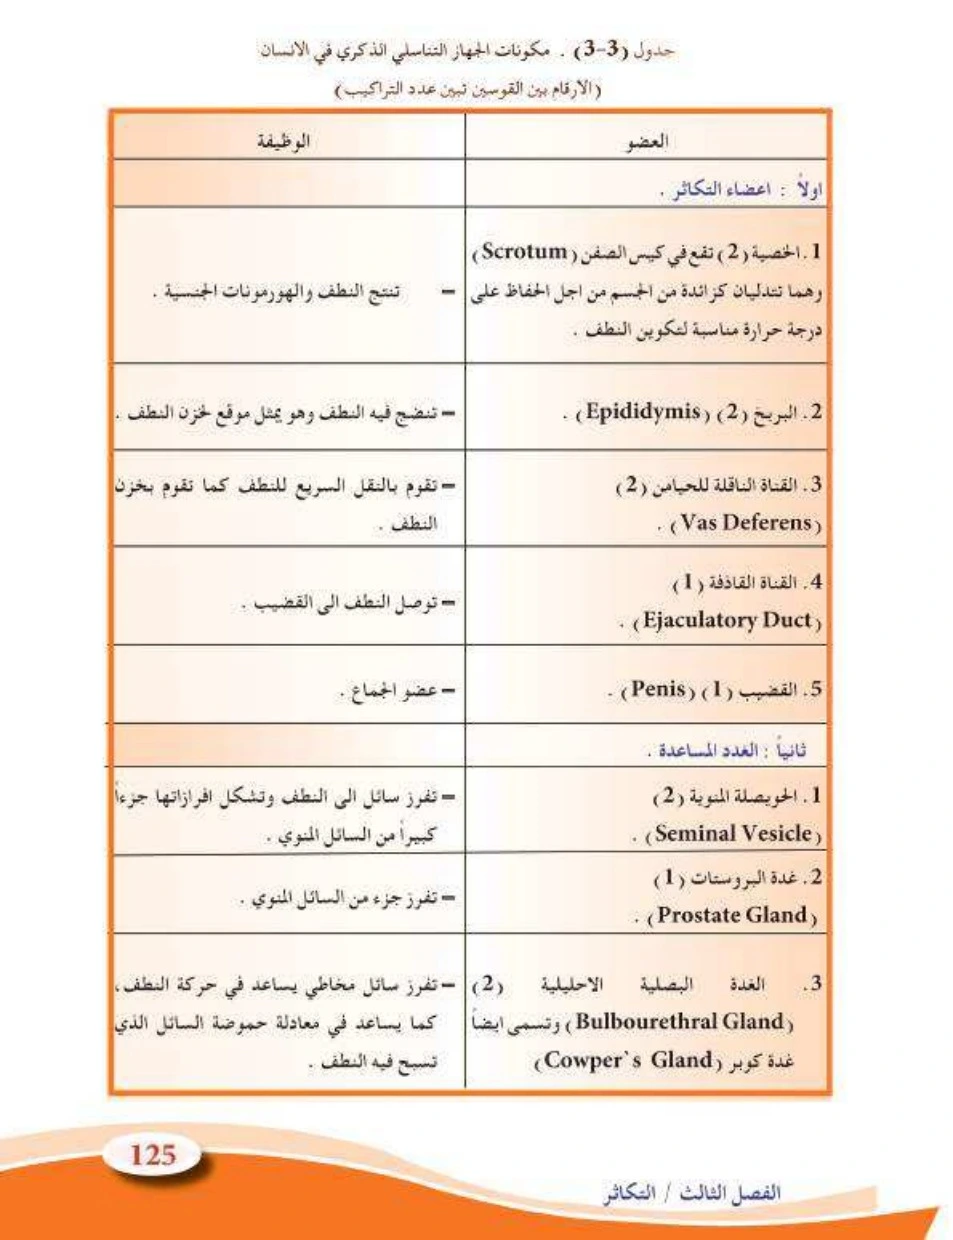 جدول (3-3) . مكونات الجهاز التناسلي الذكري في الانسان
(الارقام بين القوسين تبين عدد التراكيب)
العضو
الوظيفة
اولاً : اعضاء التكاثر .
1. الخصية (2) تقع في كيس الصفن (Scrotum)
وهما تتدليان كزائدة من الجسم من اجل الحفاظ على
درجة حرارة مناسبة لتكوين النطف .
– تنتج النطف والهورمونات الجنسية .
2. البربخ (2) (Epididymis) .
– تنضج فيه النطف وهو يمثل موقع لخزن النطف .
3. القناة الناقلة للحيامن (2)
(Vas Deferens) .
– تقوم بالنقل السريع للنطف كما تقوم بخزن
النطف .
4. القناة القاذفة (1)
(Ejaculatory Duct) .
– توصل النطف الى القضيب .
5. القضيب (1) (Penis) .
– عضو الجماع .
ثانياً : الغدد المساعدة .
1. الحويصلة المنوية (2)
(Seminal Vesicle) .
– تفرز سائل الى النطف وتشكل افرازاتها جزءاً
كبيراً من السائل المنوي .
2. غدة البروستات (1)
(Prostate Gland) .
– تفرز جزء من السائل المنوي .
3. الغدة البصلية الاحليلية (2)
(Bulbourethral Gland) وتسمى ايضاً
غدة كوبر (Cowper`s Gland)
– تفرز سائل مخاطي يساعد في حركة النطف،
كما يساعد في معادلة حموضة السائل الذي
تسبح فيه النطف .
125
الفصل الثالث / التكاثر